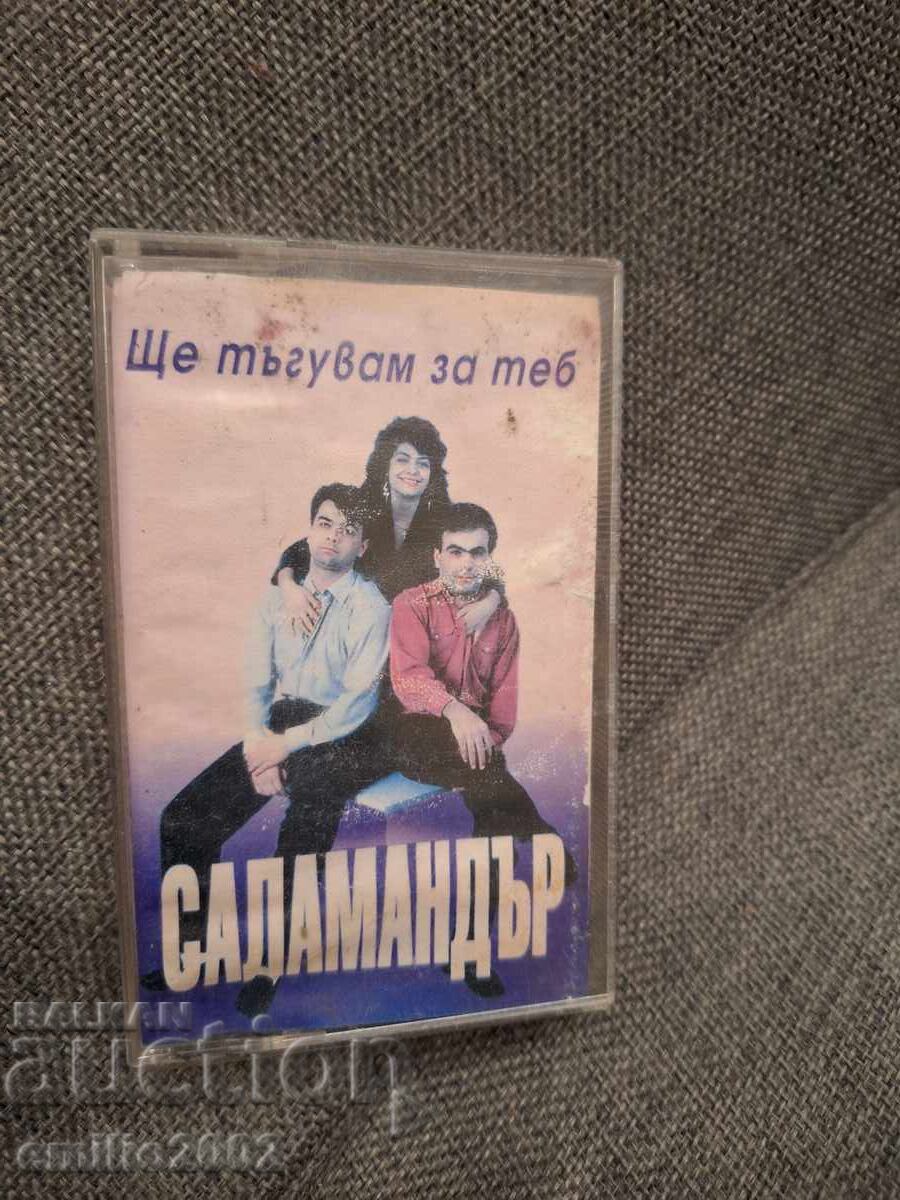 Ще тъгувам за теб
САЛАМАНДЪР
BALKAN
auction
emilio2002